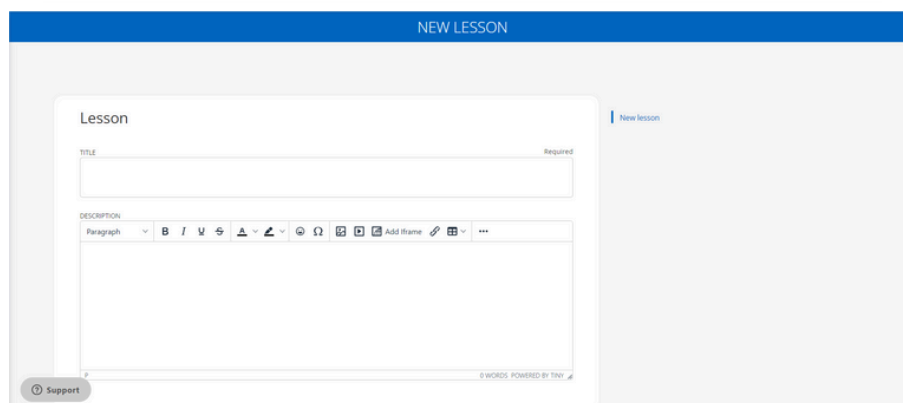 NEW LESSON
Lesson
New lesson
TITLE
Required
DESCRIPTION
Paragraph B I U S A Ω Add Iframe ...
P
0 WORDS POWERED BY TINY
Support